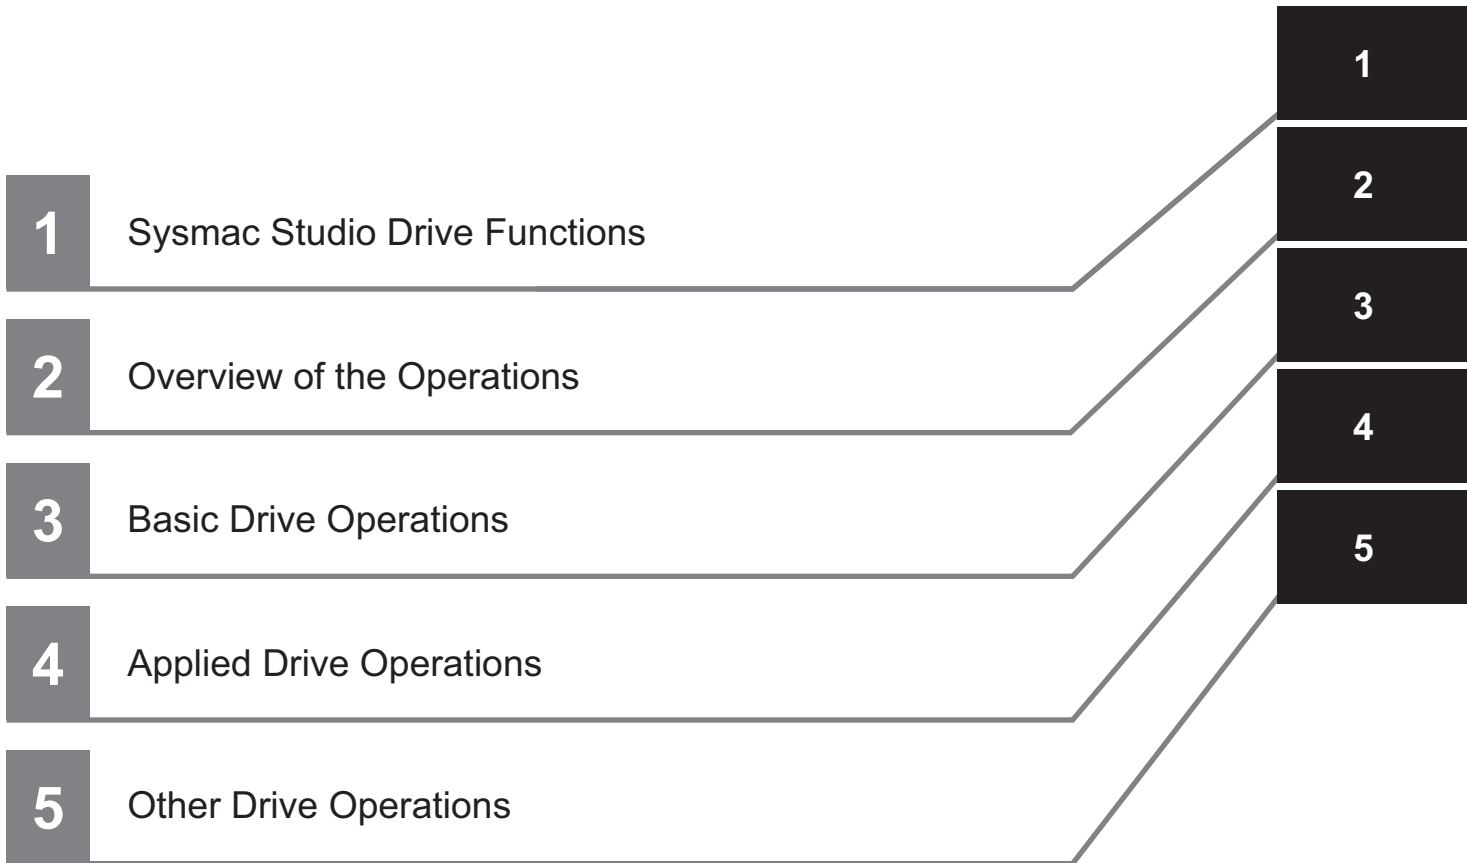 1
2
1 Sysmac Studio Drive Functions
3
2 Overview of the Operations
4
3 Basic Drive Operations
5
4 Applied Drive Operations
5 Other Drive Operations